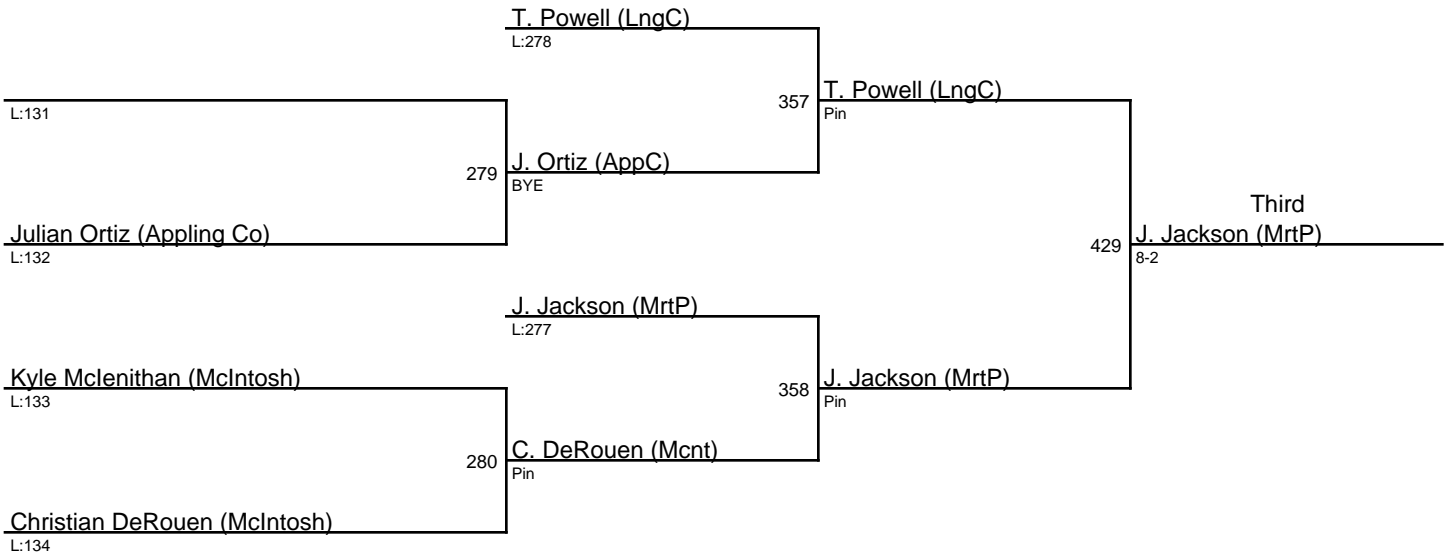 T. Powell (LngC)
L:278
357
T. Powell (LngC)
Pin
L:131
279
J. Ortiz (AppC)
BYE
Julian Ortiz (Appling Co)
L:132
Third
429
J. Jackson (MrtP)
8-2
J. Jackson (MrtP)
L:277
Kyle McIenithan (McIntosh)
L:133
358
J. Jackson (MrtP)
Pin
280
C. DeRouen (Mcnt)
Pin
Christian DeRouen (McIntosh)
L:134